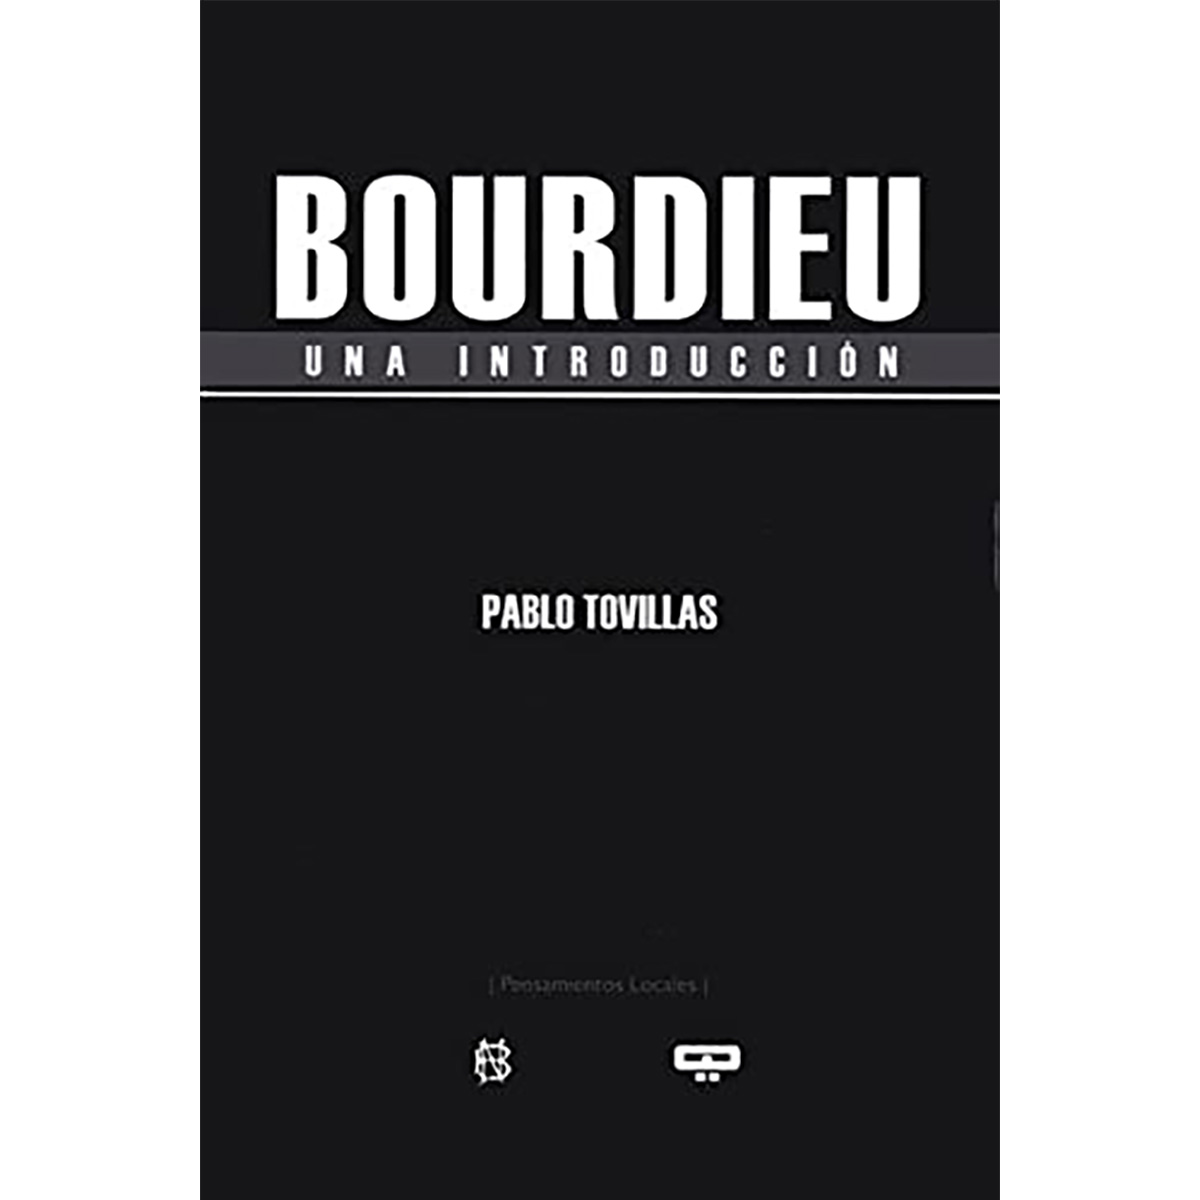 BOURDIEU
UNA INTRODUCCIÓN
PABLO TOVILLAS
[ Pensamientos Locales ]